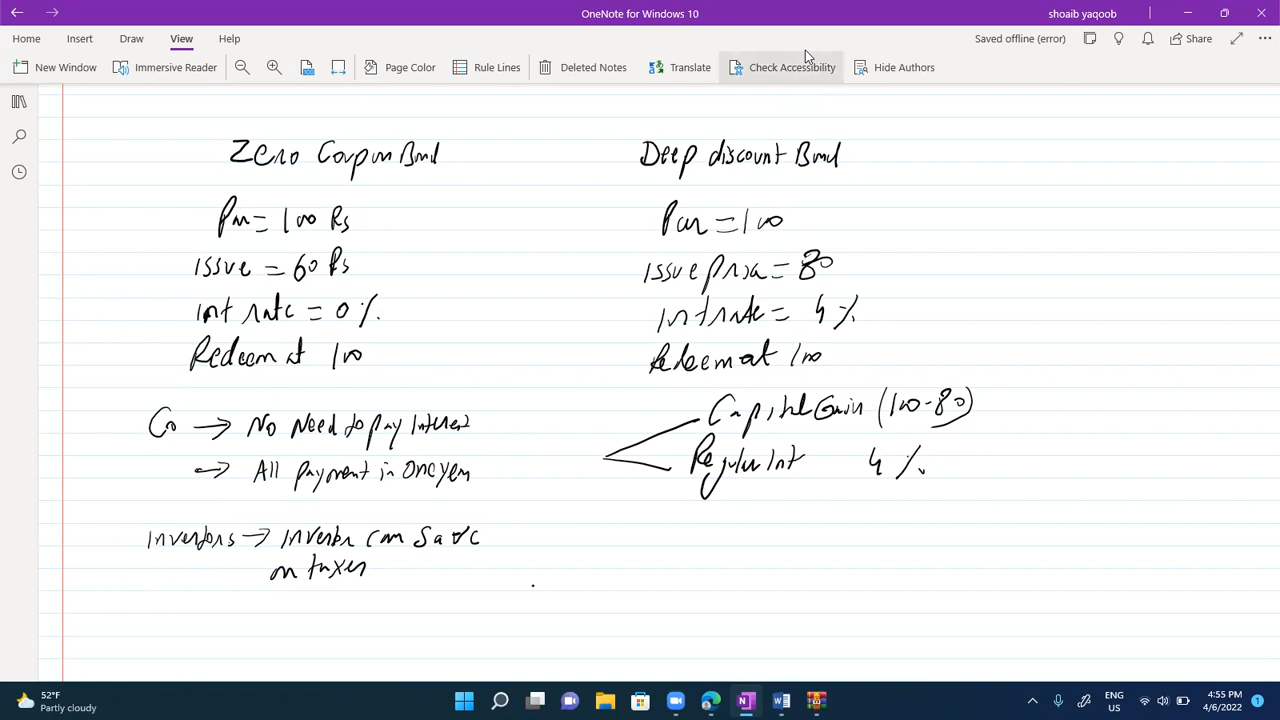 OneNote for Windows 10
shoaib yaqoob
Home Insert Draw View Help
Saved offline (error)
Share
New Window Immersive Reader Page Color Rule Lines Deleted Notes Translate Check Accessibility Hide Authors
Zero Coupon Bond
Par = 100 Rs
Issue = 60 Rs
Int rate = 0 %
Redeem at 100
Co → No Need to pay Interest
→ All payment in One year
Investors → Investor can Save
on taxes
Deep discount Bond
Par = 100
Issue price = 80
Int rate = 4 %
Redeem at 100
Capital Gain (100-80)
Regular Int 4 %
52°F
Partly cloudy
ENG
US
4:55 PM
4/6/2022